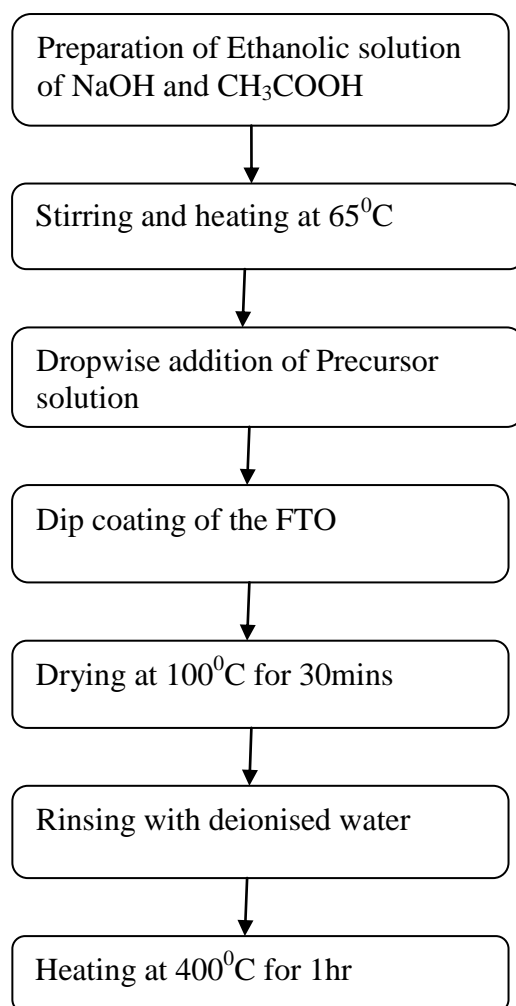 Preparation of Ethanolic solution
of NaOH and CH₃COOH
Stirring and heating at 65⁰C
Dropwise addition of Precursor
solution
Dip coating of the FTO
Drying at 100⁰C for 30mins
Rinsing with deionised water
Heating at 400⁰C for 1hr